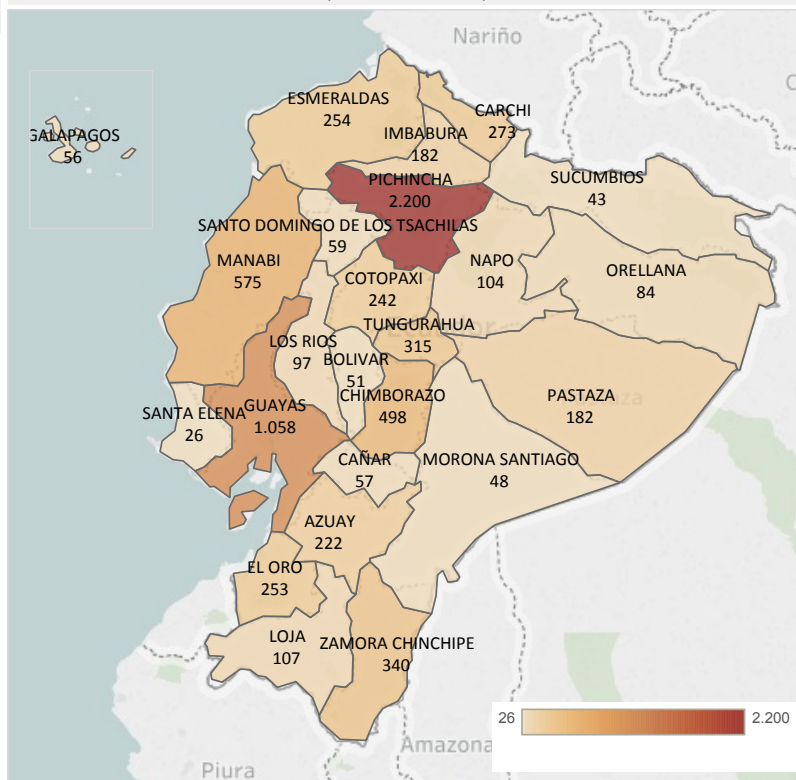 Nariño
ESMERALDAS
254
CARCHI
273
IMBABURA
182
GALAPAGOS
56
PICHINCHA
2.200
SUCUMBIOS
43
SANTO DOMINGO DE LOS TSACHILAS
59
MANABI
575
NAPO
104
ORELLANA
84
COTOPAXI
242
TUNGURAHUA
315
LOS RIOS
97
BOLIVAR
51
CHIMBORAZO
498
PASTAZA
182
SANTA ELENA
26
GUAYAS
1.058
CAÑAR
57
MORONA SANTIAGO
48
AZUAY
222
EL ORO
253
LOJA
107
ZAMORA CHINCHIPE
340
26
2.200
Amazona
Piura